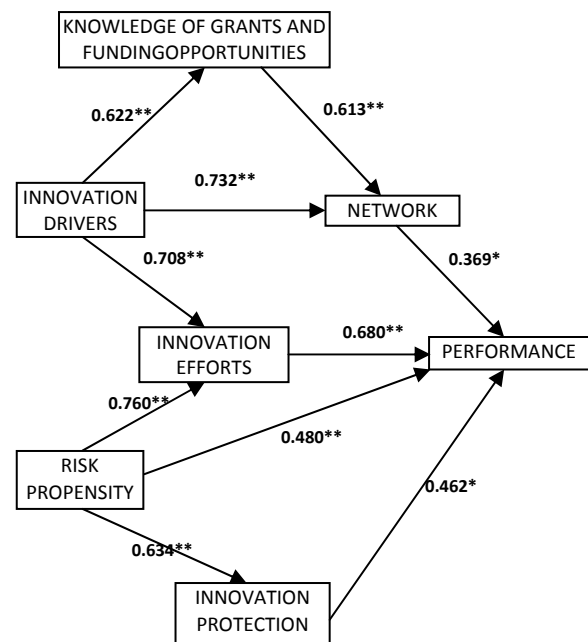 KNOWLEDGE OF GRANTS AND
FUNDINGOPPORTUNITIES
0.622**
0.613**
INNOVATION
DRIVERS
0.732**
NETWORK
0.708**
0.369*
INNOVATION
EFFORTS
0.680**
PERFORMANCE
0.760**
0.480**
RISK
PROPENSITY
0.462*
0.634**
INNOVATION
PROTECTION